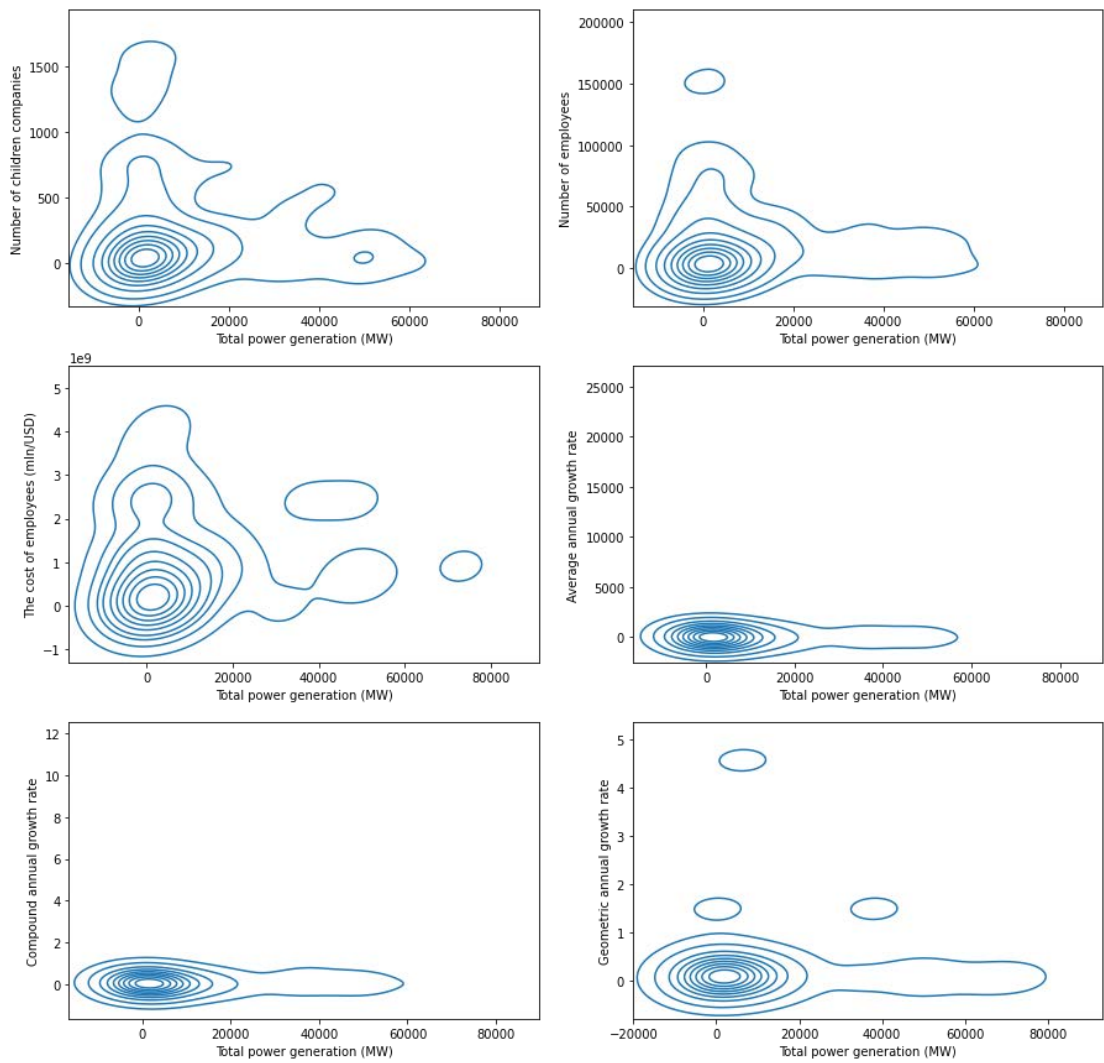 1500
1000
500
0
Number of children companies
0 20000 40000 60000 80000
Total power generation (MW)
200000
150000
100000
50000
0
Number of employees
0 20000 40000 60000 80000
Total power generation (MW)
1e9
5
4
3
2
1
0
−1
The cost of employees (mln/USD)
0 20000 40000 60000 80000
Total power generation (MW)
25000
20000
15000
10000
5000
0
Average annual growth rate
0 20000 40000 60000 80000
Total power generation (MW)
12
10
8
6
4
2
0
Compound annual growth rate
0 20000 40000 60000 80000
Total power generation (MW)
5
4
3
2
1
0
Geometric annual growth rate
−20000 0 20000 40000 60000 80000
Total power generation (MW)